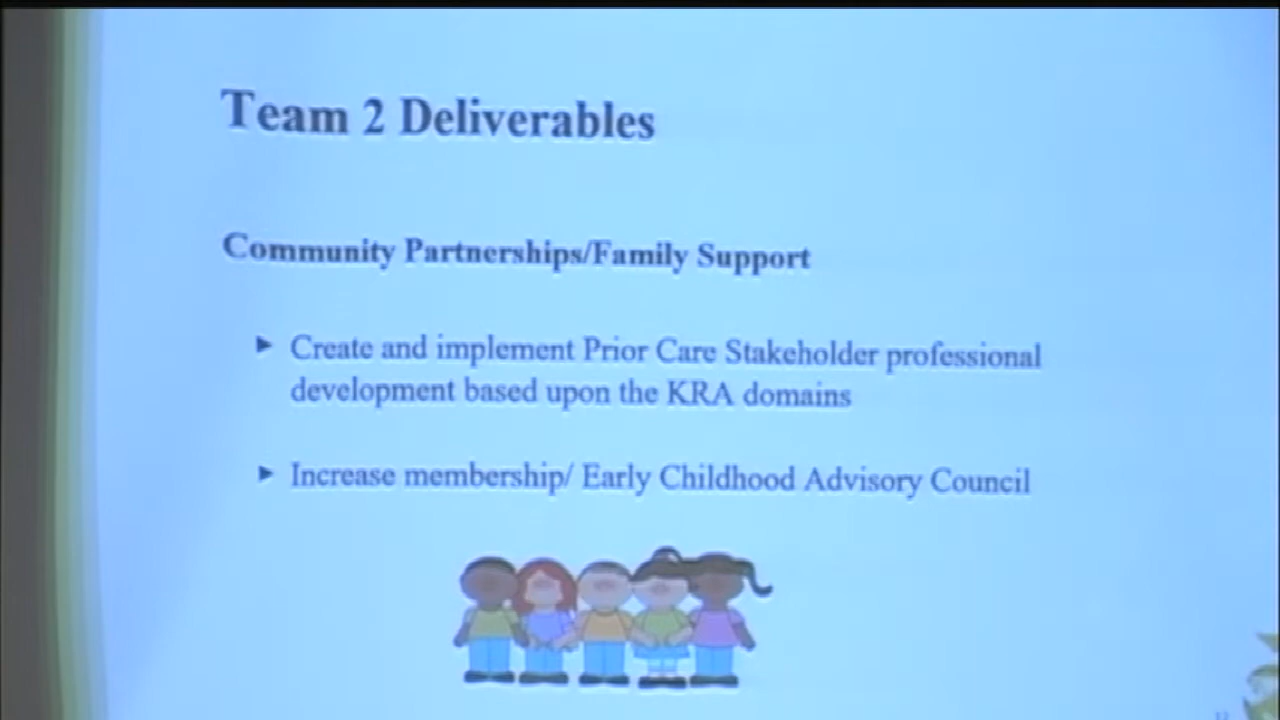 Team 2 Deliverables
Community Partnerships/Family Support
► Create and implement Prior Care Stakeholder professional
development based upon the KRA domains
► Increase membership/ Early Childhood Advisory Council